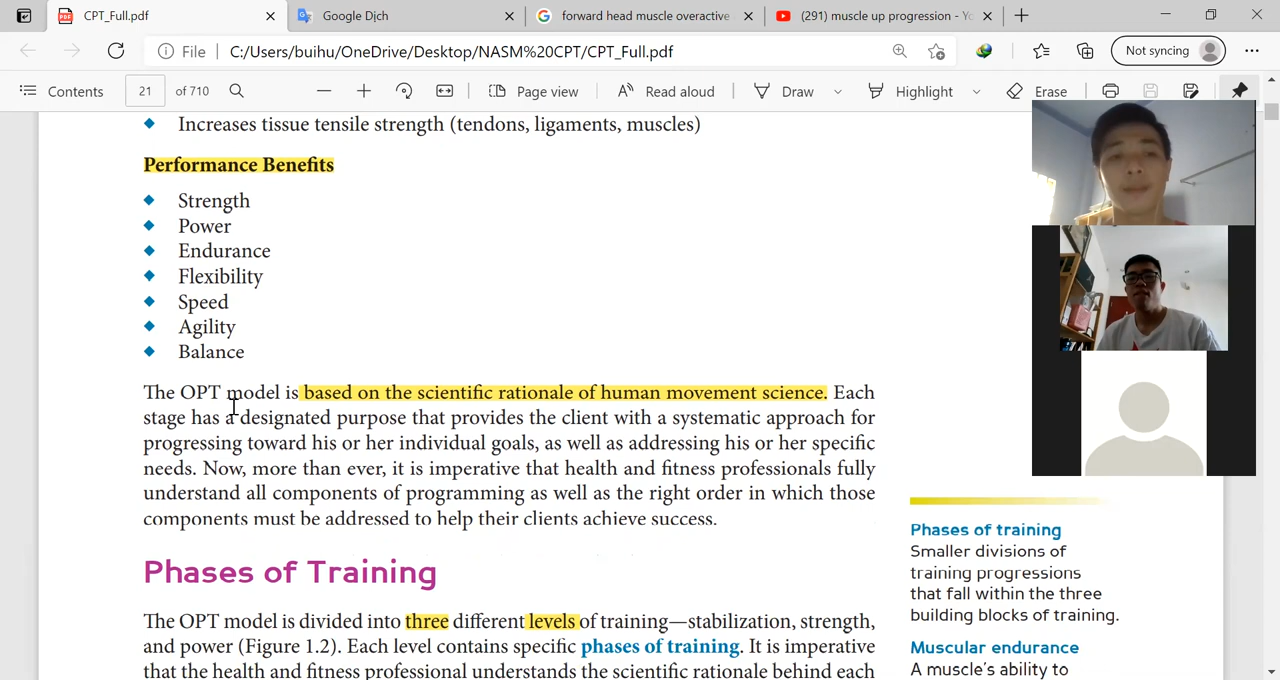 CPT_Full.pdf
Google Dịch
forward head muscle overactive
(291) muscle up progression - Yo
File
C:/Users/buihu/OneDrive/Desktop/NASM%20CPT/CPT_Full.pdf
Not syncing
Contents
21
of 710
Page view
Read aloud
Draw
Highlight
Erase
Increases tissue tensile strength (tendons, ligaments, muscles)
Performance Benefits
Strength
Power
Endurance
Flexibility
Speed
Agility
Balance
The OPT model is based on the scientific rationale of human movement science. Each
stage has a designated purpose that provides the client with a systematic approach for
progressing toward his or her individual goals, as well as addressing his or her specific
needs. Now, more than ever, it is imperative that health and fitness professionals fully
understand all components of programming as well as the right order in which those
components must be addressed to help their clients achieve success.
Phases of Training
The OPT model is divided into three different levels of training—stabilization, strength,
and power (Figure 1.2). Each level contains specific phases of training. It is imperative
that the health and fitness professional understands the scientific rationale behind each
Phases of training
Smaller divisions of
training progressions
that fall within the three
building blocks of training.
Muscular endurance
A muscle's ability to